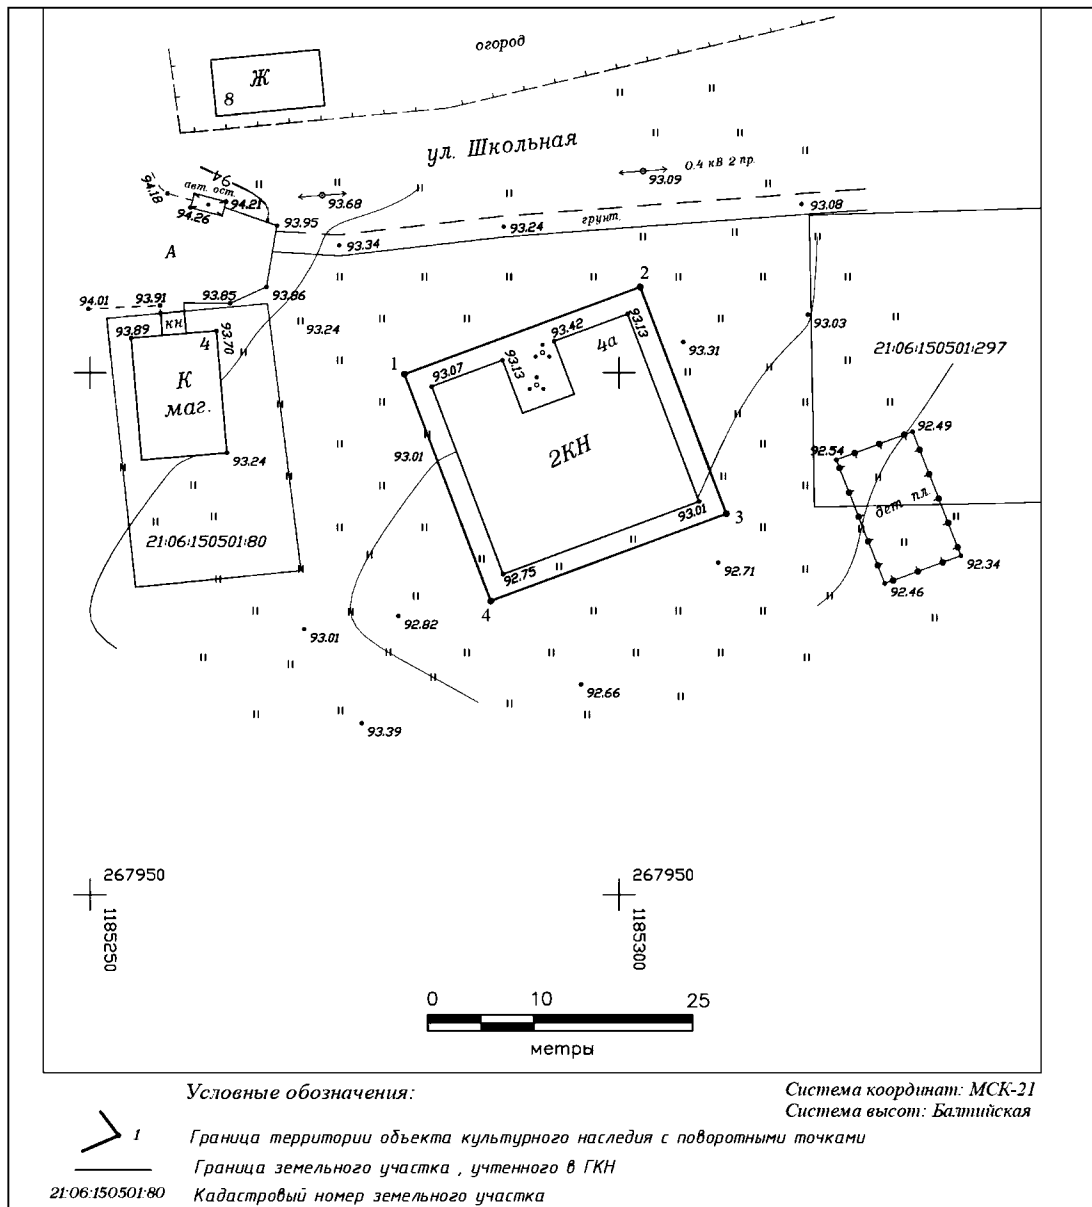 огород
Ж
8
ул. Школьная
0.4 кВ 2 пр.
93.09
94
авт. ост.
94.18
94.21
94.26
93.68
93.95
93.08
грунт.
93.24
93.34
А
2
93.86
94.01
93.91
93.85
93.03
кн
93.89
4
93.70
93.24
93.42
93.13
4а
93.31
21:06:150501:297
1
93.07
93.13
К
маг.
92.49
2КН
92.54
93.01
93.24
дет. пл.
93.01
3
21:06:150501:80
92.75
92.71
92.34
92.46
4
92.82
93.01
92.66
93.39
267950
267950
1185250
1185300
0 10 25
метры
Условные обозначения:
Система координат: МСК-21
Система высот: Балтийская
1 Граница территории объекта культурного наследия с поворотными точками
Граница земельного участка , учтенного в ГКН
21:06:150501:80 Кадастровый номер земельного участка